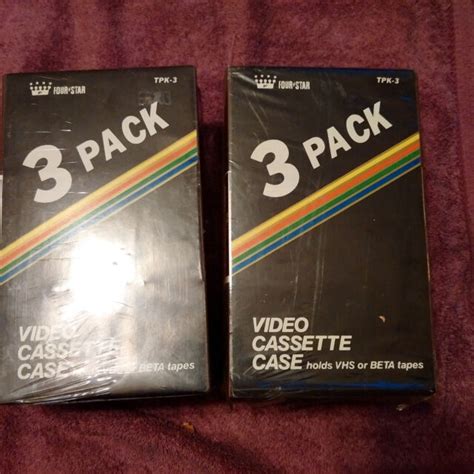 FOUR★STAR TPK-3
3 PACK
VIDEO
CASSETTE
CASE BETA tapes
FOUR★STAR TPK-3
3 PACK
VIDEO
CASSETTE
CASE holds VHS or BETA tapes